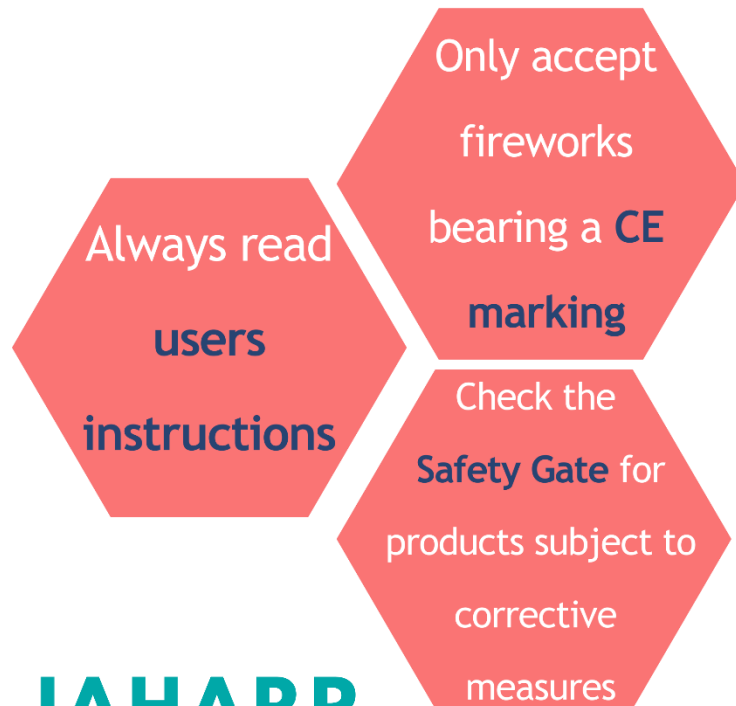 Only accept
fireworks
bearing a CE
marking
Always read
users
instructions
Check the
Safety Gate for
products subject to
corrective
measures
JAHARP